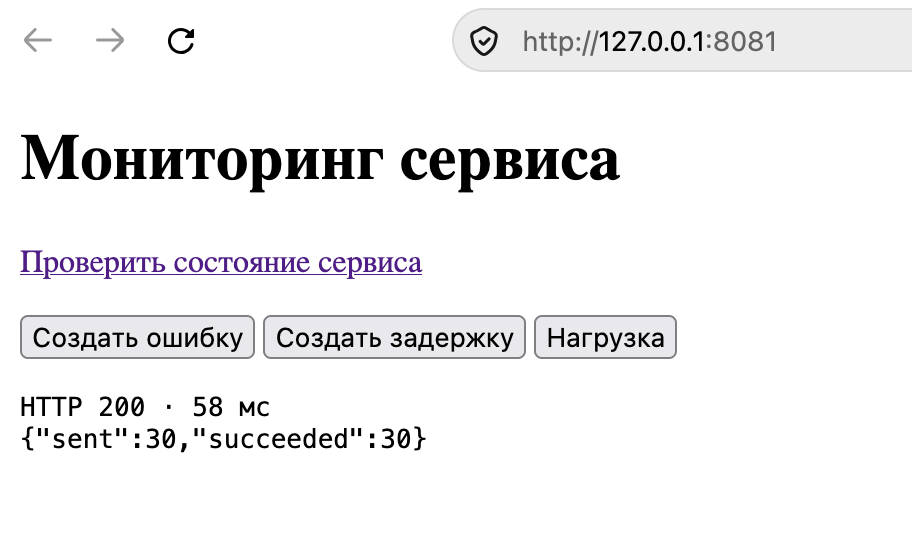 http://127.0.0.1:8081
Мониторинг сервиса
Проверить состояние сервиса
Создать ошибку Создать задержку Нагрузка
HTTP 200 · 58 мс
{"sent":30,"succeeded":30}